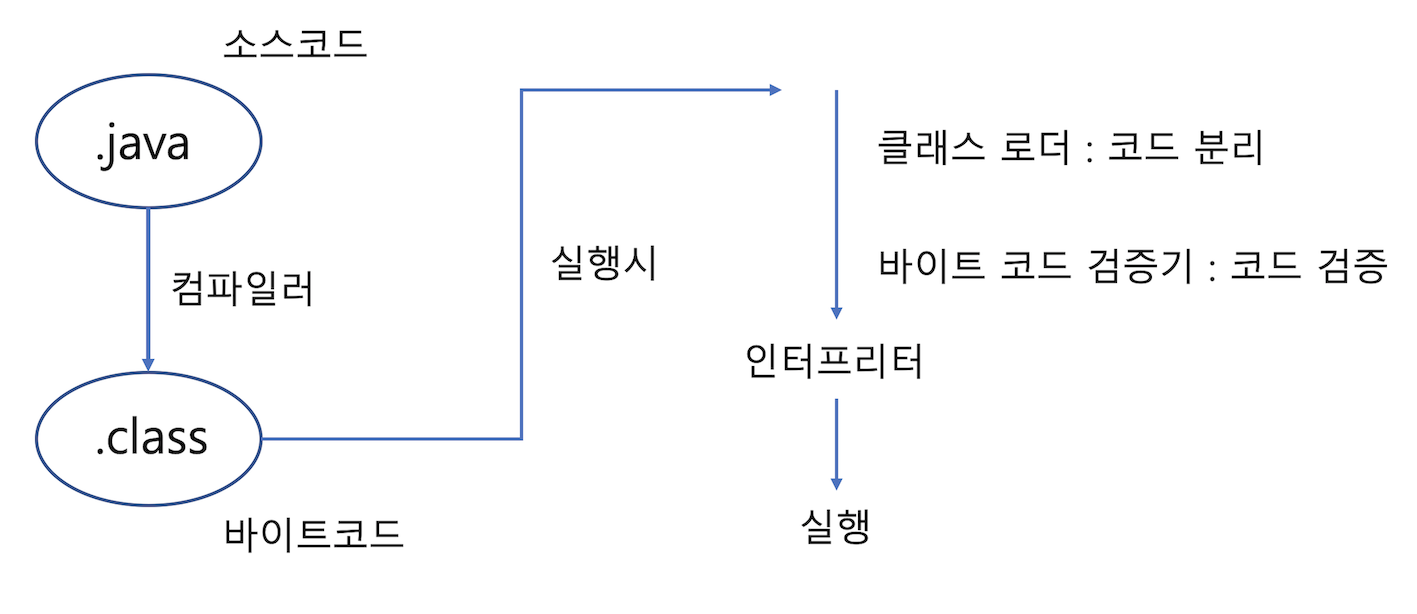 소스코드
.java
컴파일러
.class
바이트코드
실행시
클래스 로더 : 코드 분리
바이트 코드 검증기 : 코드 검증
인터프리터
실행